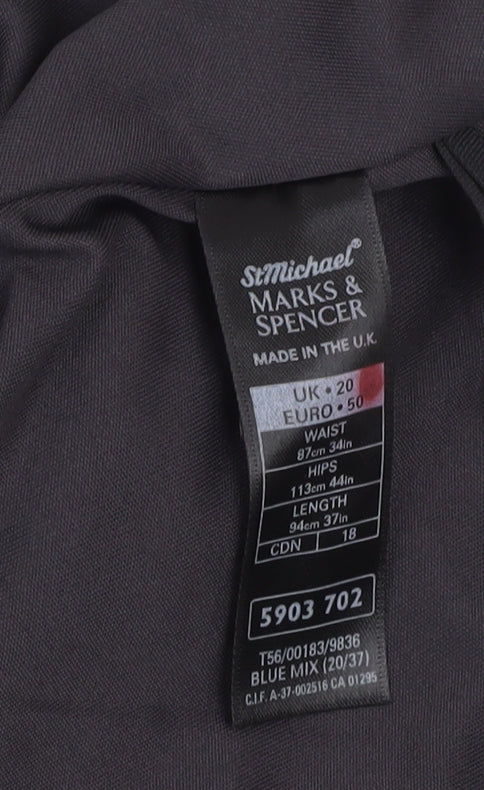 StMichael®
MARKS &
SPENCER
MADE IN THE U.K.
UK • 20
EURO • 50
WAIST
87cm 34in
HIPS
113cm 44in
LENGTH
94cm 37in
CDN 18
5903 702
T56/00183/9836
BLUE MIX (20/37)
C.I.F. A-37-002516 CA 01295